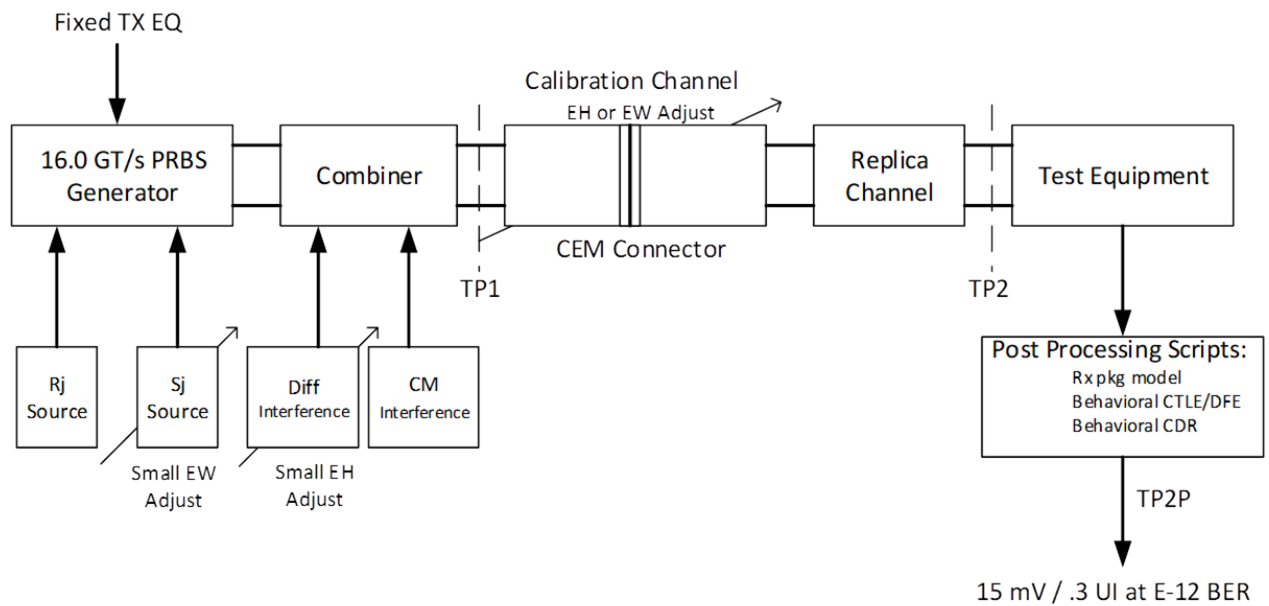 Fixed TX EQ
Calibration Channel
EH or EW Adjust
16.0 GT/s PRBS
Generator
Combiner
Replica
Channel
Test Equipment
CEM Connector
TP1
TP2
Rj
Source
Sj
Source
Diff
Interference
CM
Interference
Small EW
Adjust
Small EH
Adjust
Post Processing Scripts:
Rx pkg model
Behavioral CTLE/DFE
Behavioral CDR
TP2P
15 mV / .3 UI at E-12 BER